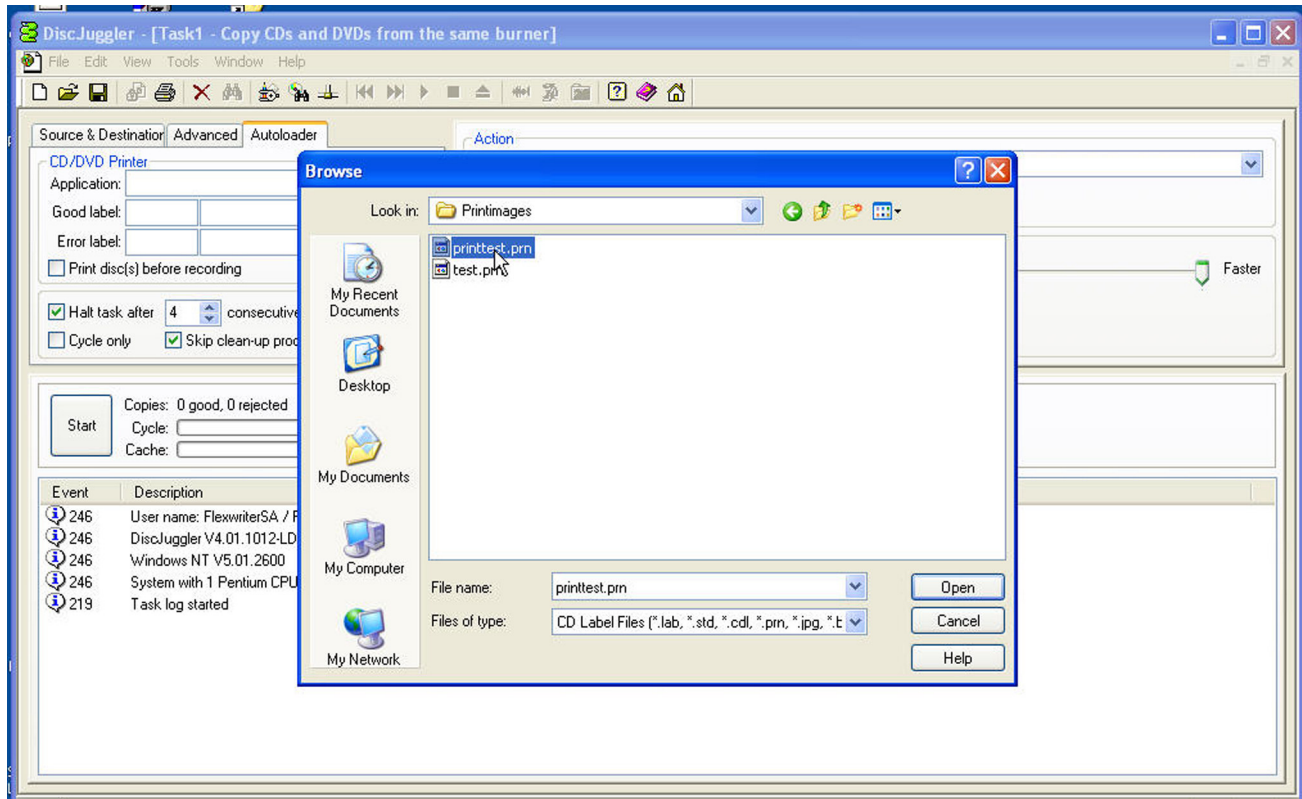 DiscJuggler - [Task1 - Copy CDs and DVDs from the same burner]
File Edit View Tools Window Help
Source & Destination Advanced Autoloader
Action
CD/DVD Printer
Application:
Good label:
Error label:
Print disc(s) before recording
Halt task after 4 consecutive
Cycle only Skip clean-up proc
Faster
Browse
Look in: Printimages
printtest.prn
test.prn
My Recent
Documents
Desktop
My Documents
My Computer
My Network
File name: printtest.prn Open
Files of type: CD Label Files (*.lab, *.std, *.cdl, *.prn, *.jpg, *.t Cancel
Help
Start
Copies: 0 good, 0 rejected
Cycle:
Cache:
Event Description
246 User name: FlexwriterSA /
246 DiscJuggler V4.01.1012-LD
246 Windows NT V5.01.2600
246 System with 1 Pentium CPU
219 Task log started